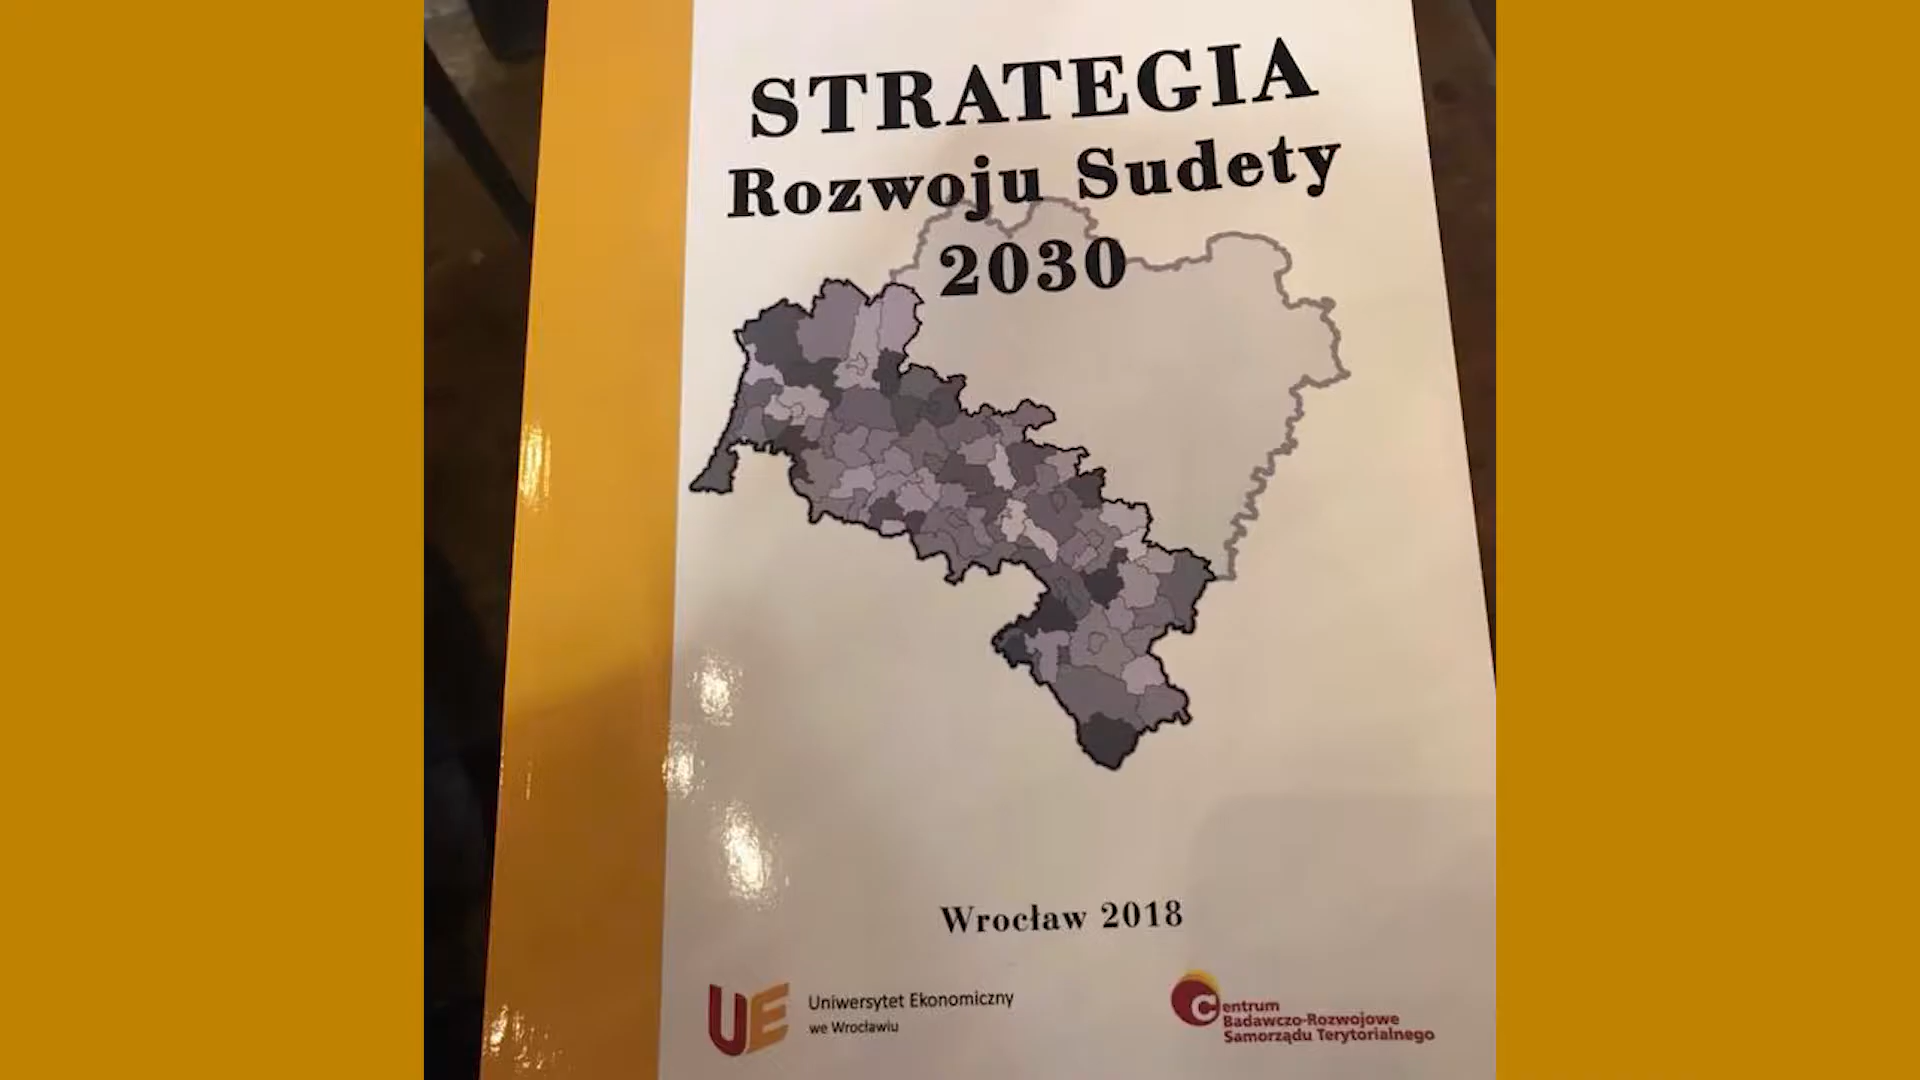 STRATEGIA
Rozwoju Sudety
2030
Wrocław 2018
UE
Uniwersytet Ekonomiczny
we Wrocławiu
Centrum
Badawczo-Rozwojowe
Samorządu Terytorialnego